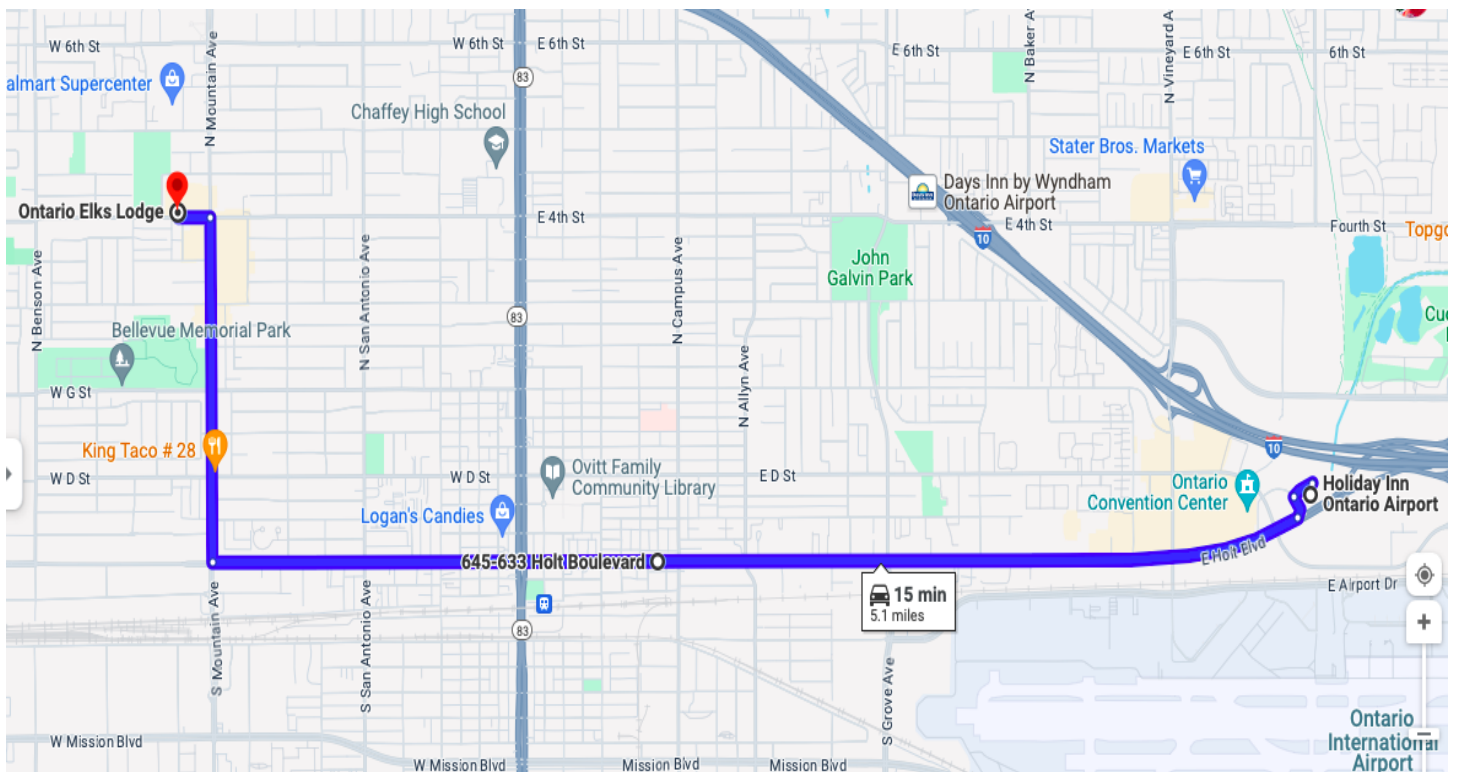 W 6th St
N Mountain Ave
W 6th St
E 6th St
83
E 6th St
N Baker Av
N Vineyard A
E 6th St
6th St
almart Supercenter
Chaffey High School
Stater Bros. Markets
Days Inn by Wyndham
Ontario Airport
Ontario Elks Lodge
E 4th St
E 4th St
10
Fourth St
Topgo
N Benson Ave
N San Antonio Ave
N Campus Ave
John
Galvin Park
83
Cuc
Bellevue Memorial Park
N Allyn Ave
W G St
King Taco # 28
W D St
W D St
Ovitt Family
Community Library
E D St
10
Ontario
Convention Center
Holiday Inn
Ontario Airport
Logan's Candies
645-633 Holt Boulevard
E Holt Blvd
15 min
5.1 miles
E Airport Dr
S Mountain Ave
S San Antonio Ave
83
S Grove Ave
W Mission Blvd
W Mission Blvd
Mission Blvd
Mission Blvd
Ontario
International
Airport